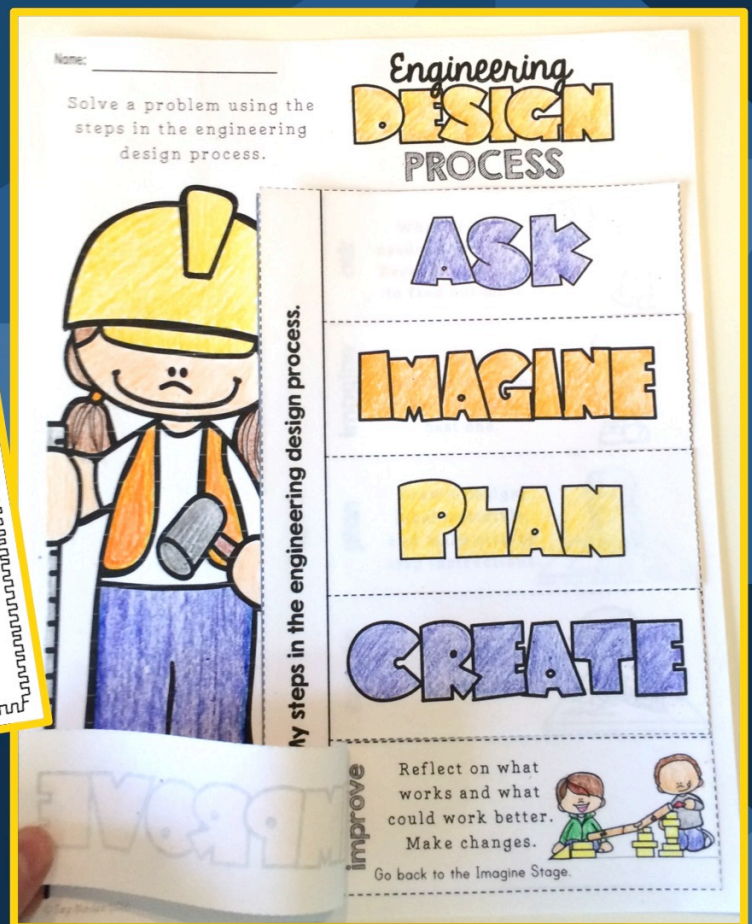 Name:
Solve a problem using the
steps in the engineering
design process.
Engineering
DESIGN
PROCESS
My steps in the engineering design process.
ASK
IMAGINE
PLAN
CREATE
IMPROVE
improve
Reflect on what
works and what
could work better.
Make changes.
Go back to the Imagine Stage.